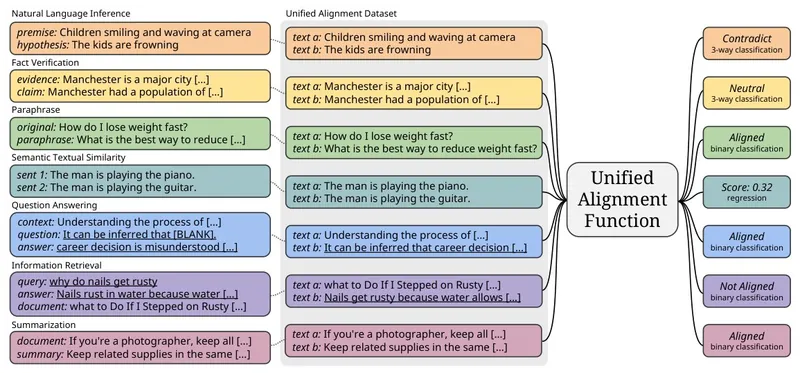 Natural Language Inference
premise: Children smiling and waving at camera
hypothesis: The kids are frowning
Fact Verification
evidence: Manchester is a major city [...]
claim: Manchester had a population of [...]
Paraphrase
original: How do I lose weight fast?
paraphrase: What is the best way to reduce [...]
Semantic Textual Similarity
sent 1: The man is playing the piano.
sent 2: The man is playing the guitar.
Question Answering
context: Understanding the process of [...]
question: It can be inferred that [BLANK].
answer: career decision is misunderstood [...]
Information Retrieval
query: why do nails get rusty
answer: Nails rust in water because water [...]
document: what to Do If I Stepped on Rusty [...]
Summarization
document: If you're a photographer, keep all [...]
summary: Keep related supplies in the same [...]
Unified Alignment Dataset
text a: Children smiling and waving at camera
text b: The kids are frowning
text a: Manchester is a major city [...]
text b: Manchester had a population of [...]
text a: How do I lose weight fast?
text b: What is the best way to reduce weight fast?
text a: The man is playing the piano.
text b: The man is playing the guitar.
text a: Understanding the process of [...]
text b: It can be inferred that career decision [...]
text a: what to Do If I Stepped on Rusty [...]
text b: Nails get rusty because water allows [...]
text a: If you're a photographer, keep all [...]
text b: Keep related supplies in the same [...]
Unified
Alignment
Function
Contradict
3-way classification
Neutral
3-way classification
Aligned
binary classification
Score: 0.32
regression
Aligned
binary classification
Not Aligned
binary classification
Aligned
binary classification